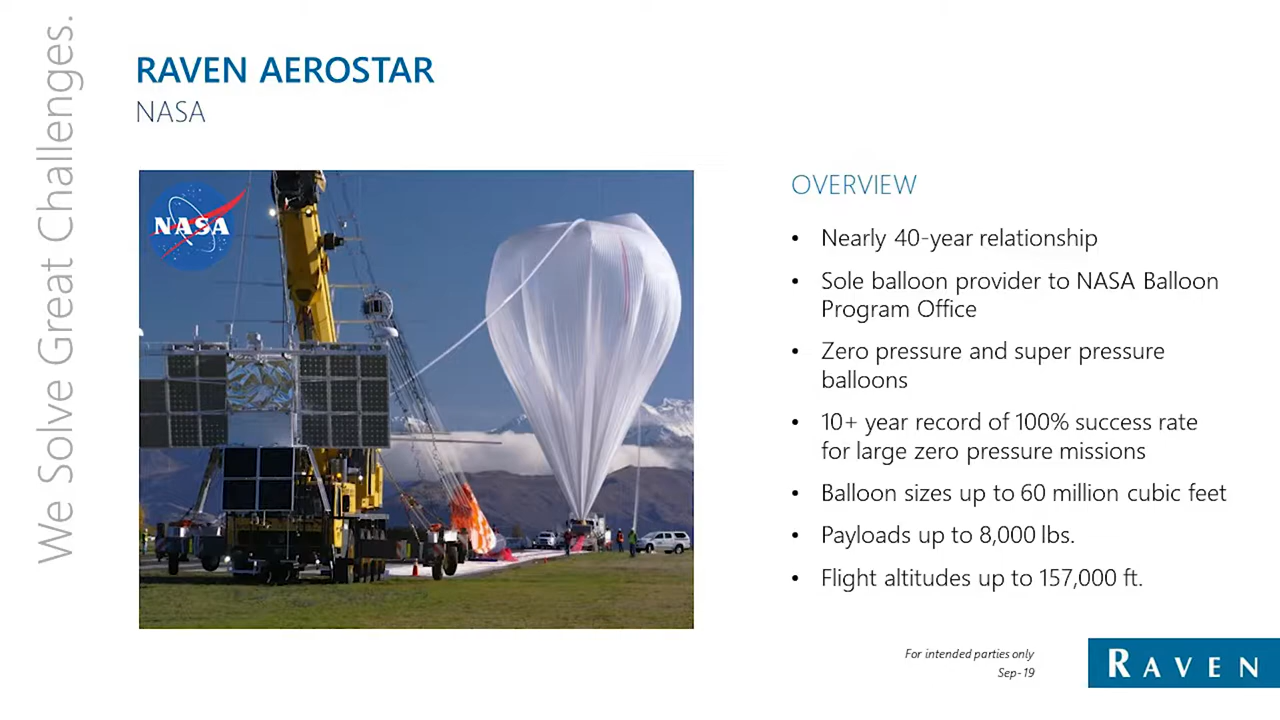 We Solve Great Challenges.
RAVEN AEROSTAR
NASA
NASA
OVERVIEW
• Nearly 40-year relationship
• Sole balloon provider to NASA Balloon
Program Office
• Zero pressure and super pressure
balloons
• 10+ year record of 100% success rate
for large zero pressure missions
• Balloon sizes up to 60 million cubic feet
• Payloads up to 8,000 lbs.
• Flight altitudes up to 157,000 ft.
For intended parties only
Sep-19
RAVEN